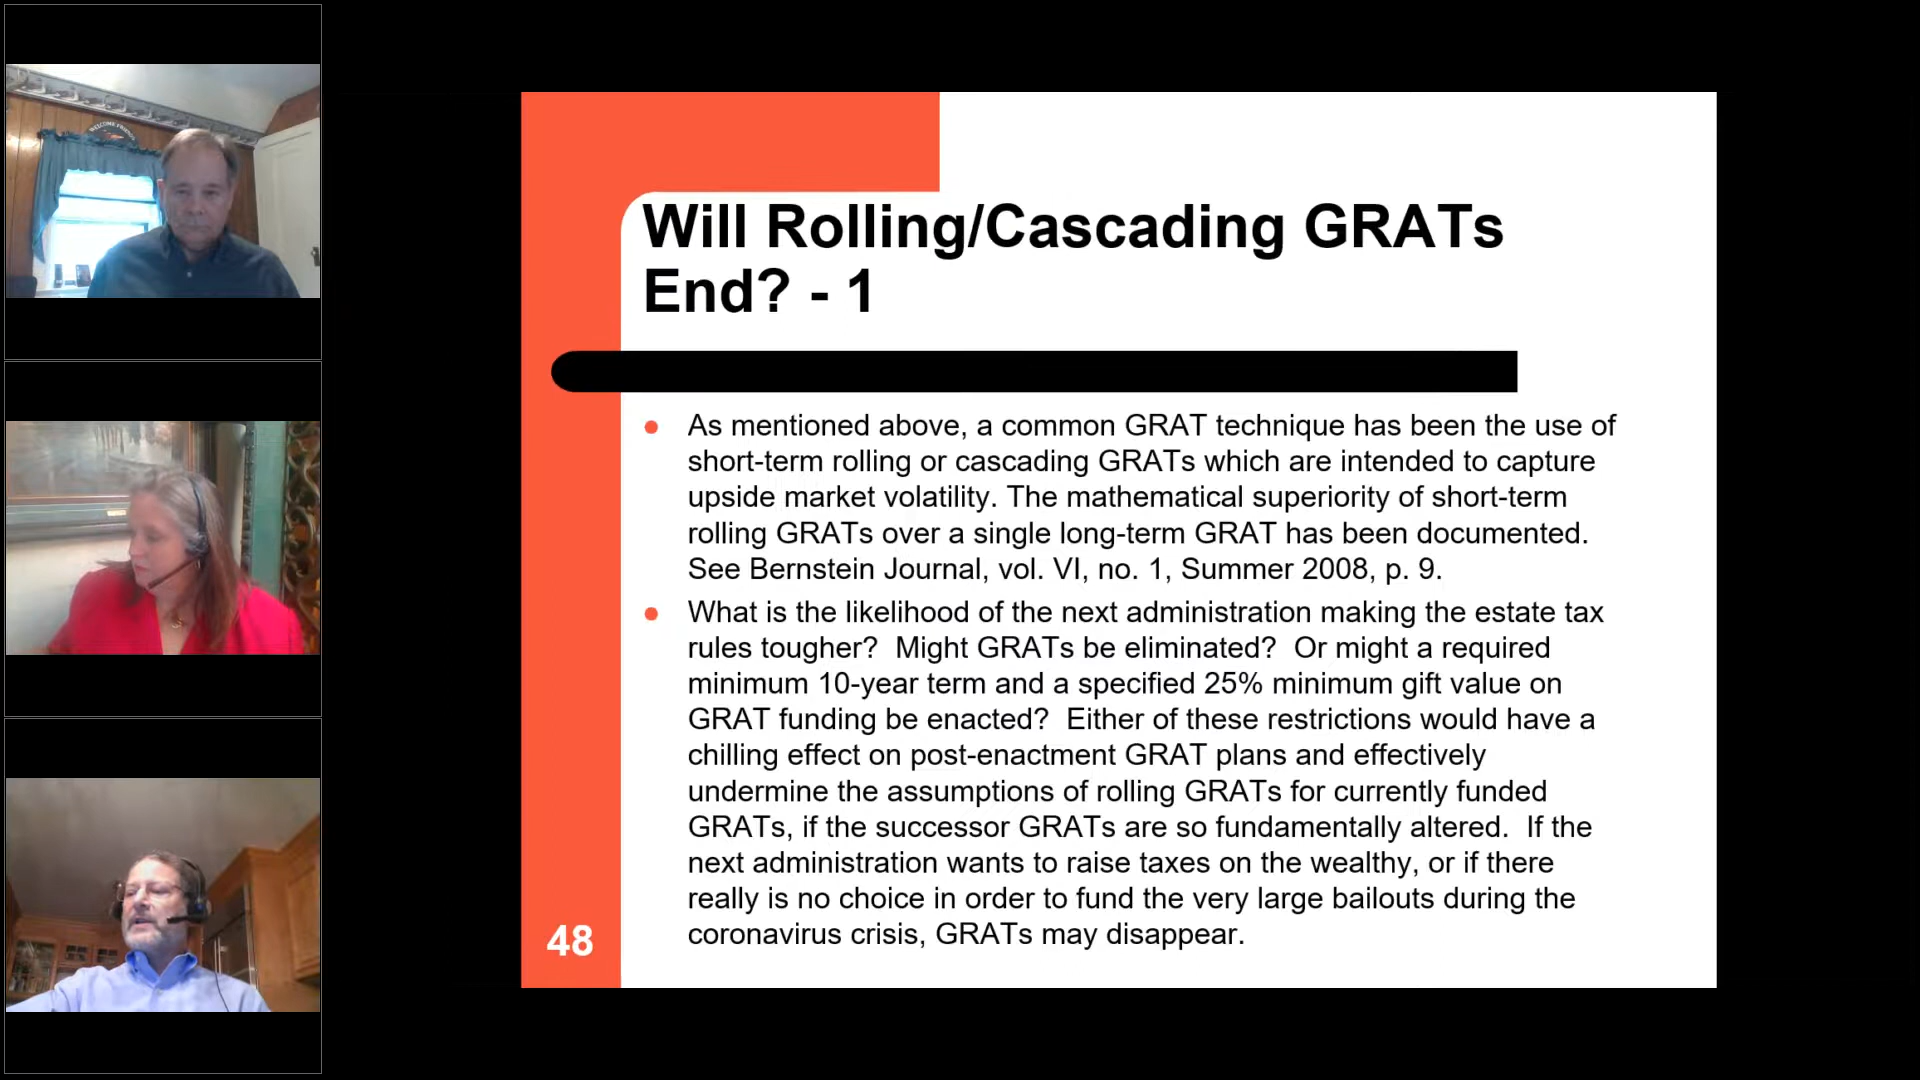 WELCOME FRIENDS
Will Rolling/Cascading GRATs
End? - 1
● As mentioned above, a common GRAT technique has been the use of
short-term rolling or cascading GRATs which are intended to capture
upside market volatility. The mathematical superiority of short-term
rolling GRATs over a single long-term GRAT has been documented.
See Bernstein Journal, vol. VI, no. 1, Summer 2008, p. 9.
● What is the likelihood of the next administration making the estate tax
rules tougher?  Might GRATs be eliminated?  Or might a required
minimum 10-year term and a specified 25% minimum gift value on
GRAT funding be enacted?  Either of these restrictions would have a
chilling effect on post-enactment GRAT plans and effectively
undermine the assumptions of rolling GRATs for currently funded
GRATs, if the successor GRATs are so fundamentally altered.  If the
next administration wants to raise taxes on the wealthy, or if there
really is no choice in order to fund the very large bailouts during the
coronavirus crisis, GRATs may disappear.
48